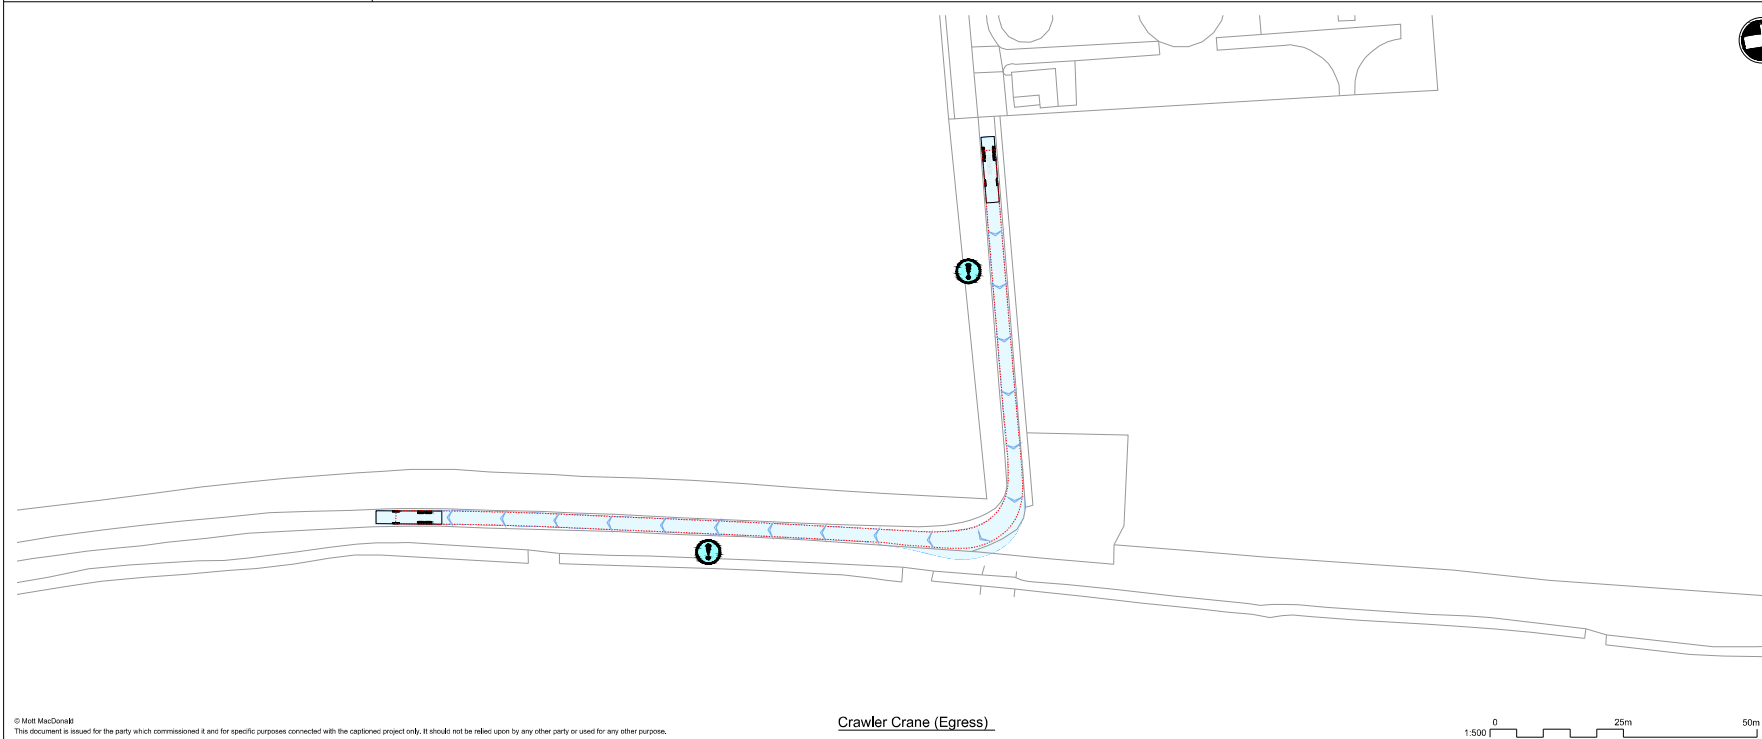 © Mott MacDonald
This document is issued for the party which commissioned it and for specific purposes connected with the captioned project only. It should not be relied upon by any other party or used for any other purpose.
Crawler Crane (Egress)
1:500
0 25m 50m